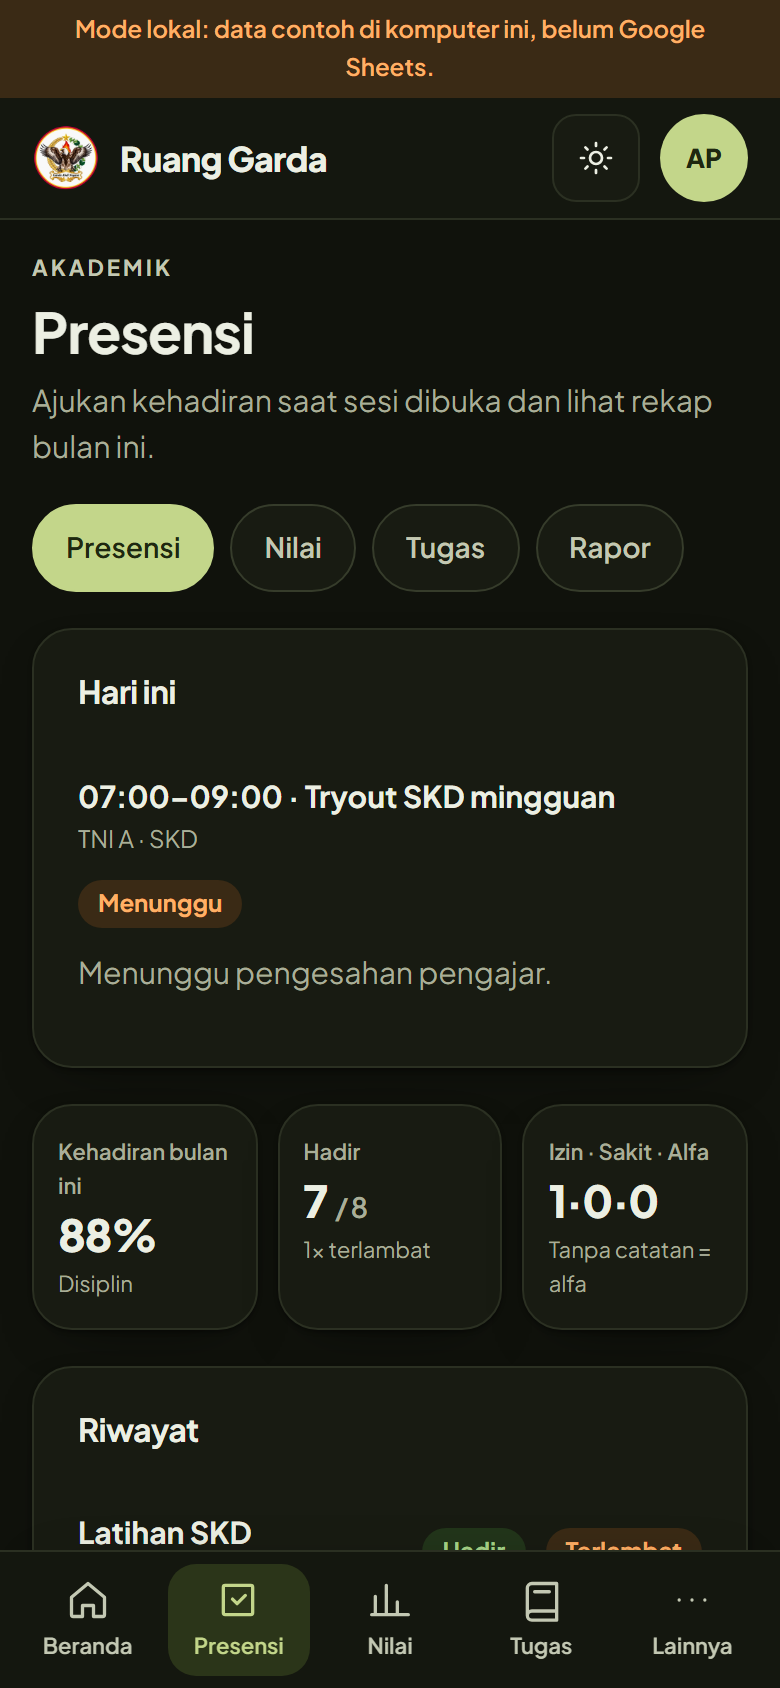 Mode lokal: data contoh di komputer ini, belum Google
Sheets.
Ruang Garda
AP
AKADEMIK
Presensi
Ajukan kehadiran saat sesi dibuka dan lihat rekap
bulan ini.
Presensi
Nilai
Tugas
Rapor
Hari ini
07:00–09:00 · Tryout SKD mingguan
TNI A · SKD
Menunggu
Menunggu pengesahan pengajar.
Kehadiran bulan
ini
88%
Disiplin
Hadir
7 / 8
1× terlambat
Izin · Sakit · Alfa
1·0·0
Tanpa catatan =
alfa
Riwayat
Latihan SKD
Hadir
Terlambat
Beranda
Presensi
Nilai
Tugas
Lainnya